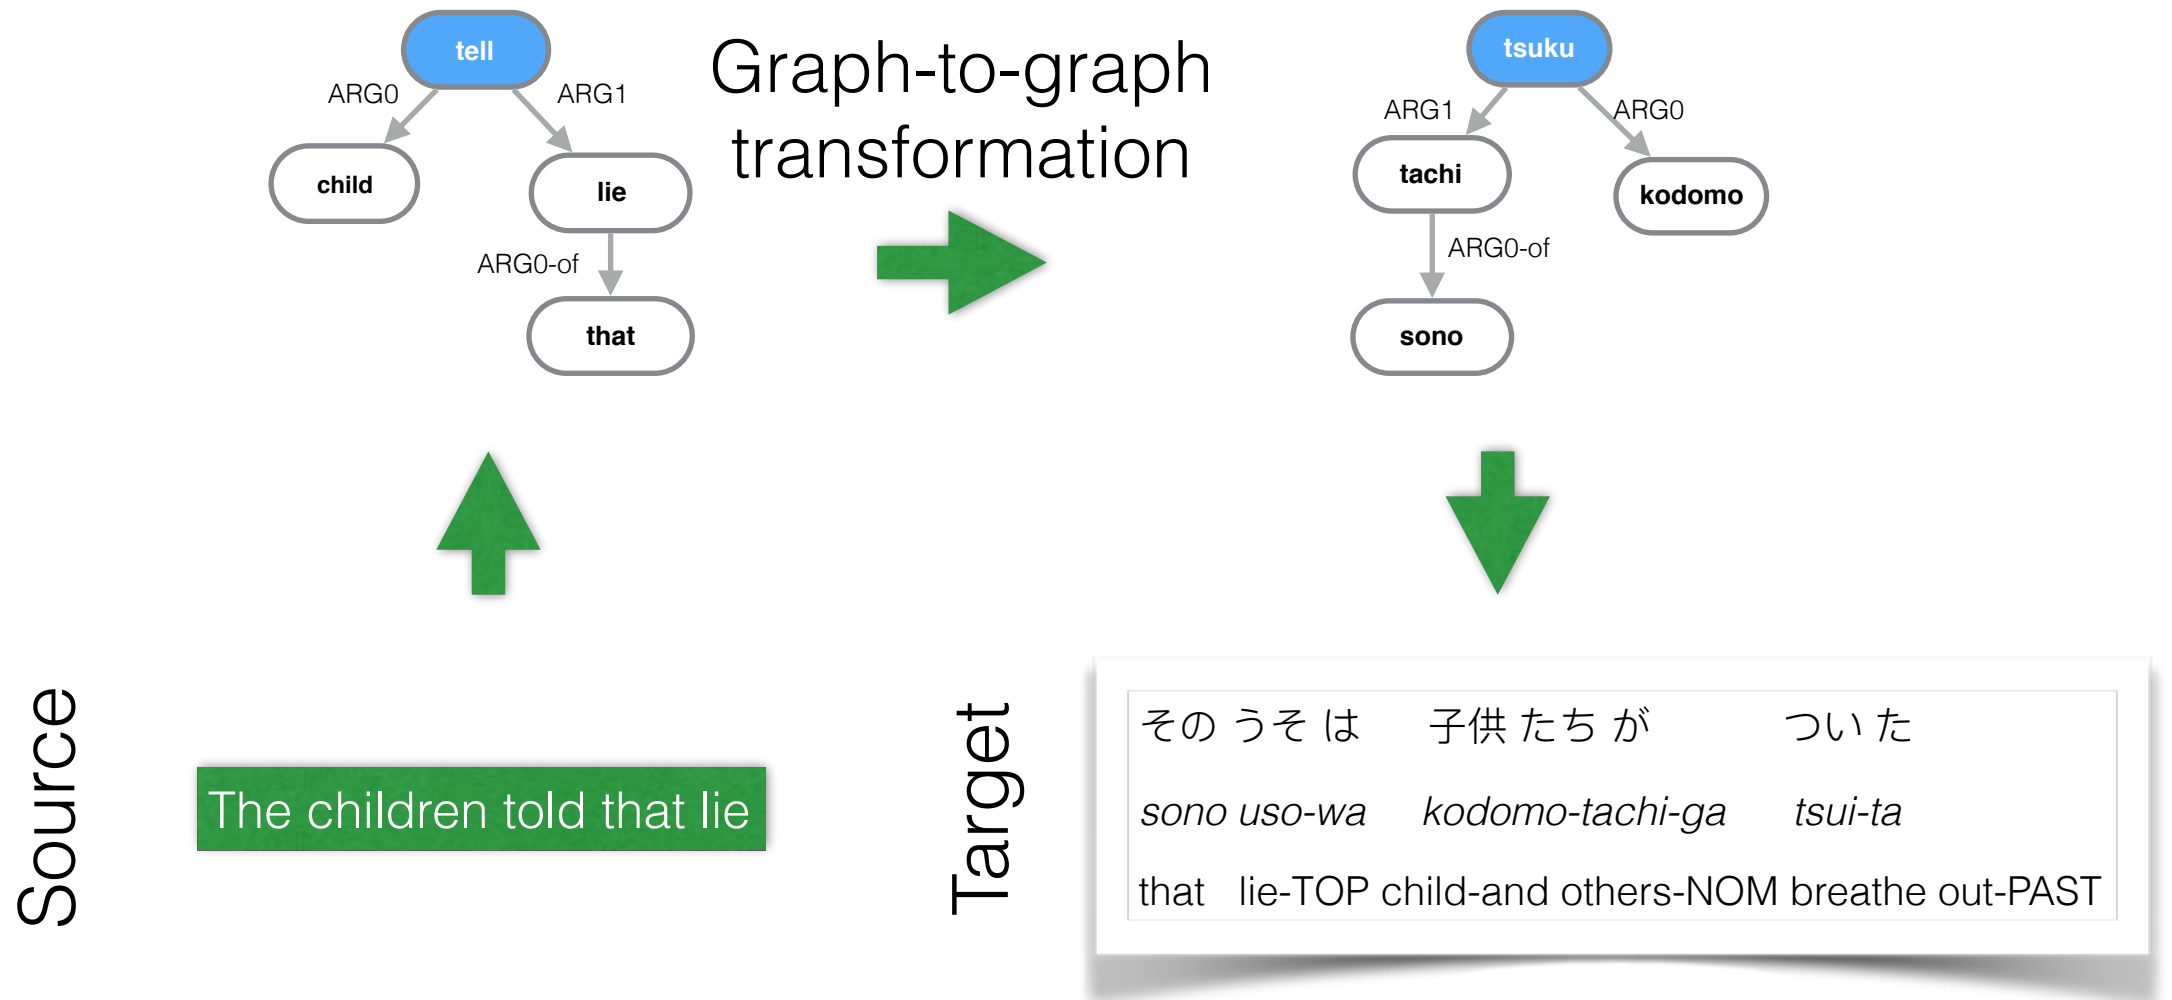 tell
ARG0
ARG1
child
lie
ARG0-of
that
Graph-to-graph
transformation
tsuku
ARG1
ARG0
tachi
kodomo
ARG0-of
sono
Source
The children told that lie
Target
その うそ は 子供 たち が つい た
sono uso-wa kodomo-tachi-ga tsui-ta
that lie-TOP child-and others-NOM breathe out-PAST